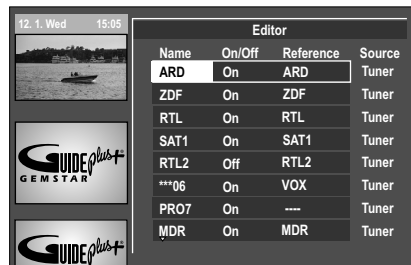 12. 1. Wed 15:05
Editor
Name On/Off Reference Source
ARD On ARD Tuner
ZDF On ZDF Tuner
RTL On RTL Tuner
SAT1 On SAT1 Tuner
RTL2 Off RTL2 Tuner
***06 On VOX Tuner
PRO7 On ---- Tuner
MDR On MDR Tuner
GUIDE plus+
GEMSTAR
GUIDE plus+